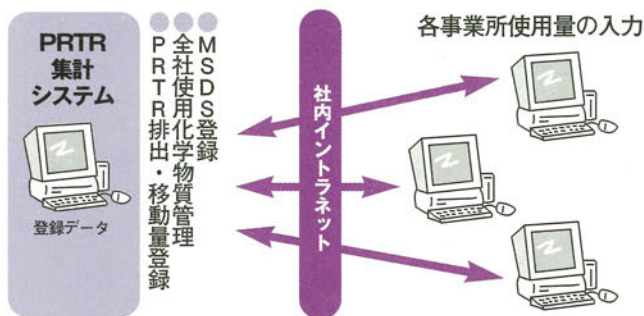 PRTR
集計
システム
登録データ
MSDS登録
全社使用化学物質管理
PRTR排出・移動量登録
社内イントラネット
各事業所使用量の入力